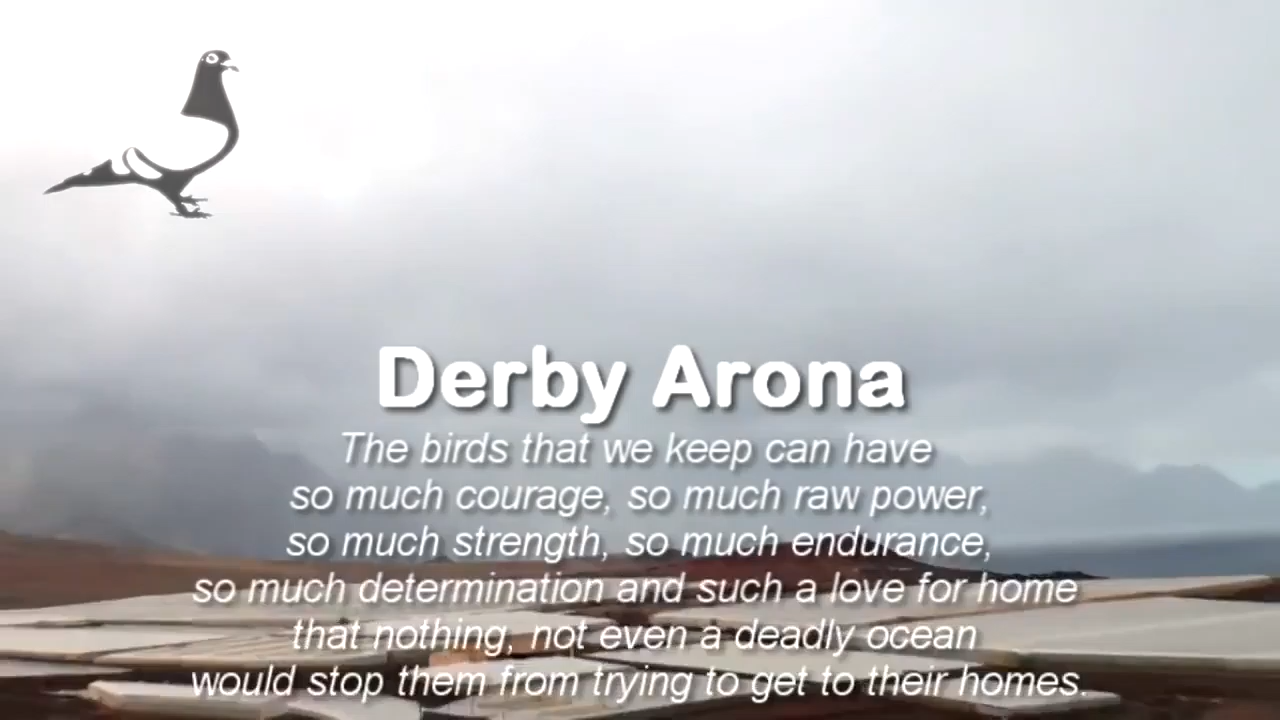 Derby Arona
The birds that we keep can have
so much courage, so much raw power,
so much strength, so much endurance,
so much determination and such a love for home
that nothing, not even a deadly ocean
would stop them from trying to get to their homes.